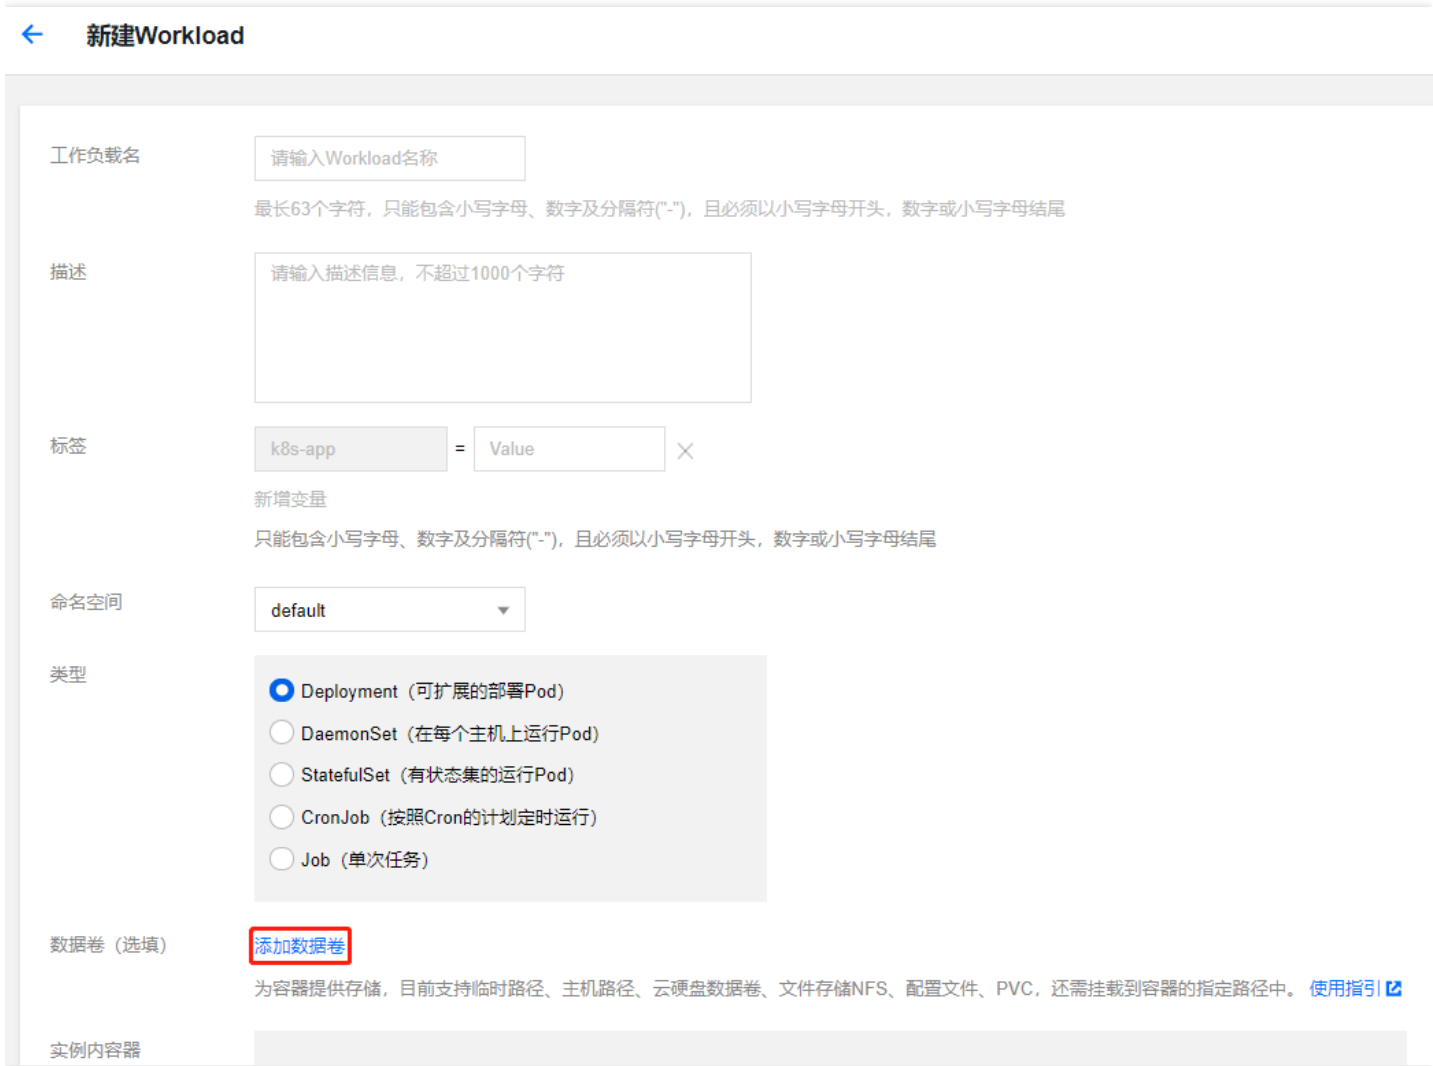 新建Workload
工作负载名
请输入Workload名称
最长63个字符，只能包含小写字母、数字及分隔符("-")，且必须以小写字母开头，数字或小写字母结尾
描述
请输入描述信息，不超过1000个字符
标签
k8s-app = Value
新增变量
只能包含小写字母、数字及分隔符("-")，且必须以小写字母开头，数字或小写字母结尾
命名空间
default
类型
Deployment（可扩展的部署Pod）
DaemonSet（在每个主机上运行Pod）
StatefulSet（有状态集的运行Pod）
CronJob（按照Cron的计划定时运行）
Job（单次任务）
数据卷（选填）
添加数据卷
为容器提供存储，目前支持临时路径、主机路径、云硬盘数据卷、文件存储NFS、配置文件、PVC，还需挂载到容器的指定路径中。使用指引
实例内容器